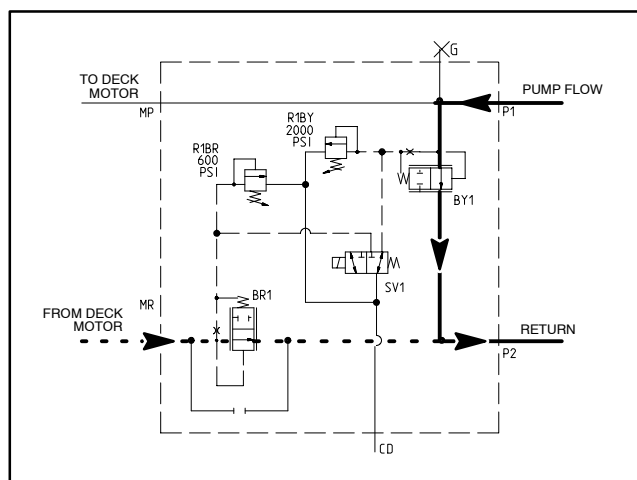 G
TO DECK
MOTOR
PUMP FLOW
MP
P1
R1BY
2000
PSI
R1BR
600
PSI
BY1
SV1
BR1
MR
FROM DECK
MOTOR
RETURN
P2
CD